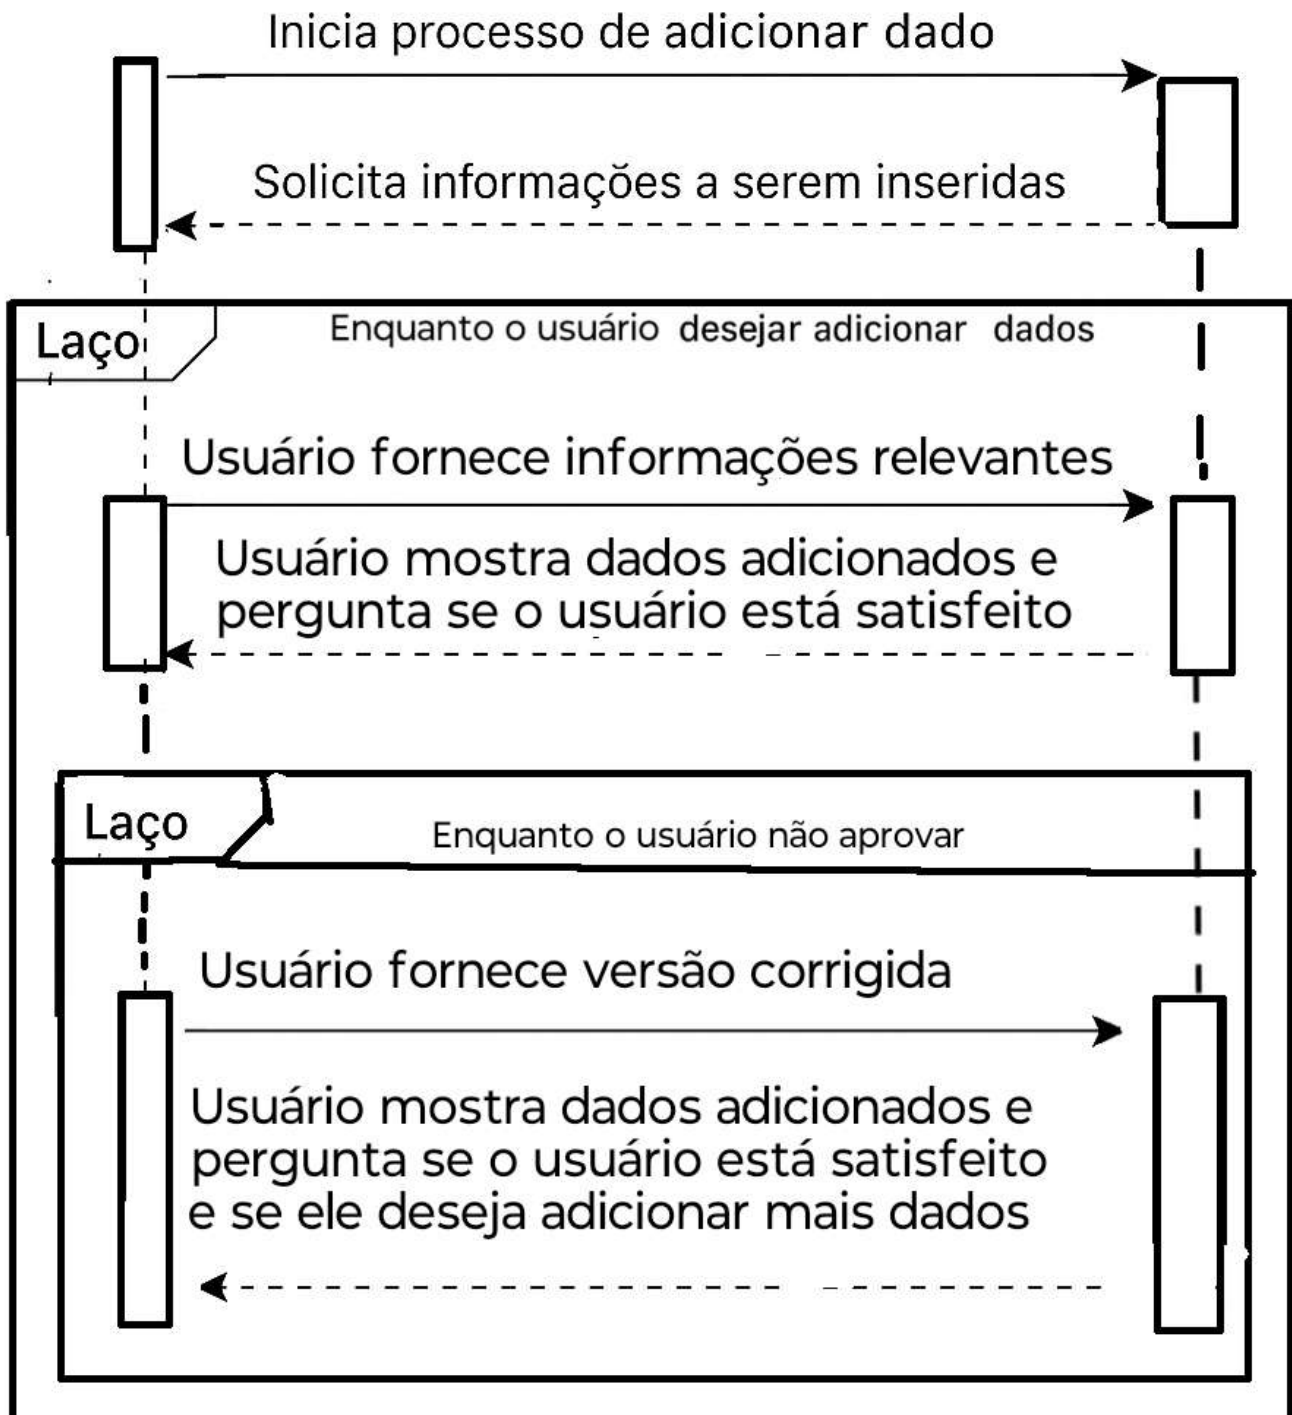 Inicia processo de adicionar dado
Solicita informações a serem inseridas
Laço
Enquanto o usuário desejar adicionar dados
Usuário fornece informações relevantes
Usuário mostra dados adicionados e
pergunta se o usuário está satisfeito
Laço
Enquanto o usuário não aprovar
Usuário fornece versão corrigida
Usuário mostra dados adicionados e
pergunta se o usuário está satisfeito
e se ele deseja adicionar mais dados